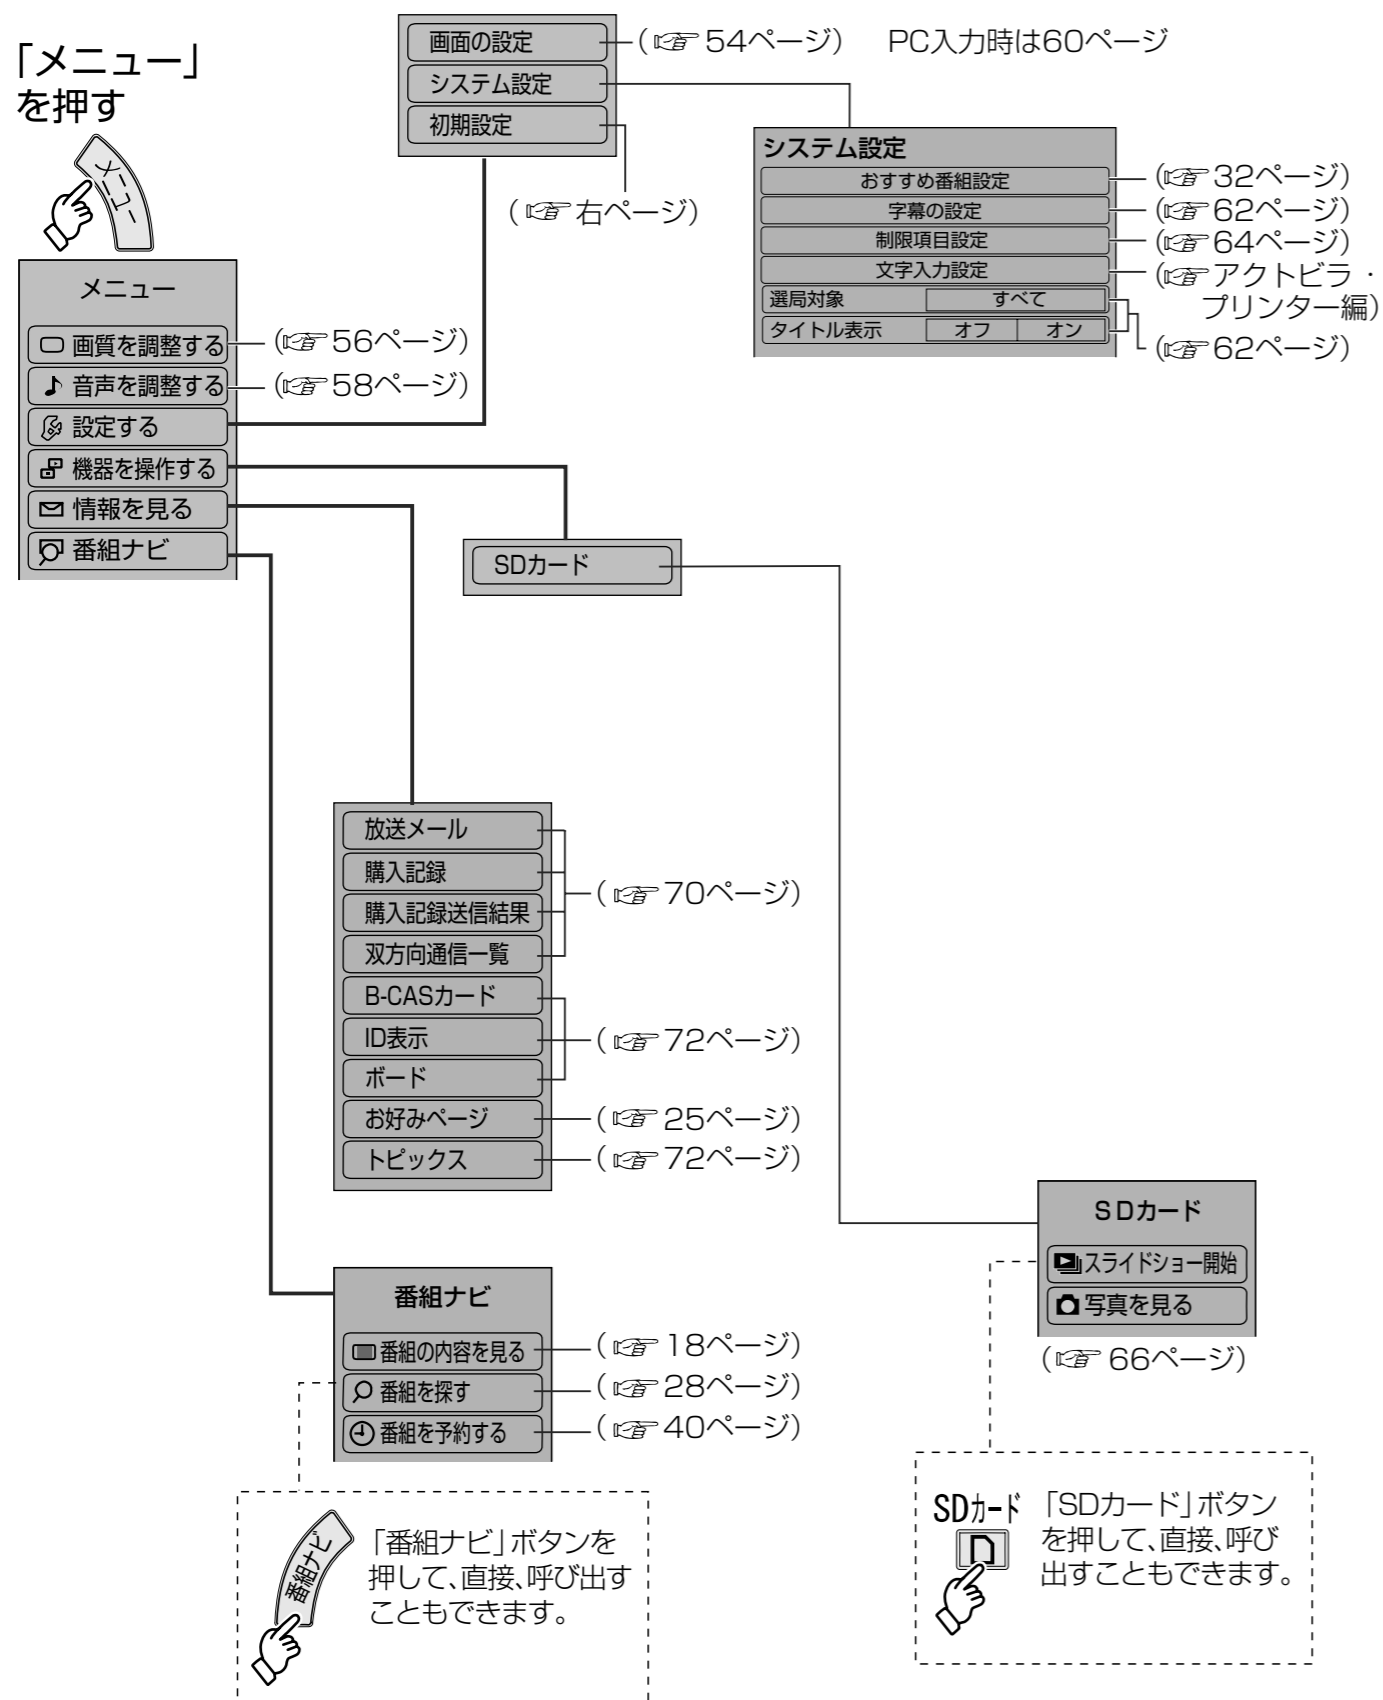 「メニュー」
を押す
メニュー
メニュー
画質を調整する
(☞56ページ)
音声を調整する
(☞58ページ)
設定する
機器を操作する
情報を見る
番組ナビ
画面の設定
(☞54ページ) PC入力時は60ページ
システム設定
初期設定
(☞右ページ)
システム設定
おすすめ番組設定
(☞32ページ)
字幕の設定
(☞62ページ)
制限項目設定
(☞64ページ)
文字入力設定
(☞アクトビラ・
プリンター編)
選局対象 すべて
タイトル表示 オフ オン
(☞62ページ)
SDカード
放送メール
購入記録
購入記録送信結果
双方向通信一覧
(☞70ページ)
B-CASカード
ID表示
ボード
(☞72ページ)
お好みページ
(☞25ページ)
トピックス
(☞72ページ)
SDカード
スライドショー開始
写真を見る
(☞66ページ)
番組ナビ
番組の内容を見る
(☞18ページ)
番組を探す
(☞28ページ)
番組を予約する
(☞40ページ)
番組ナビ
「番組ナビ」ボタンを
押して、直接、呼び出す
こともできます。
SDカード
「SDカード」ボタン
を押して、直接、呼び
出すこともできます。